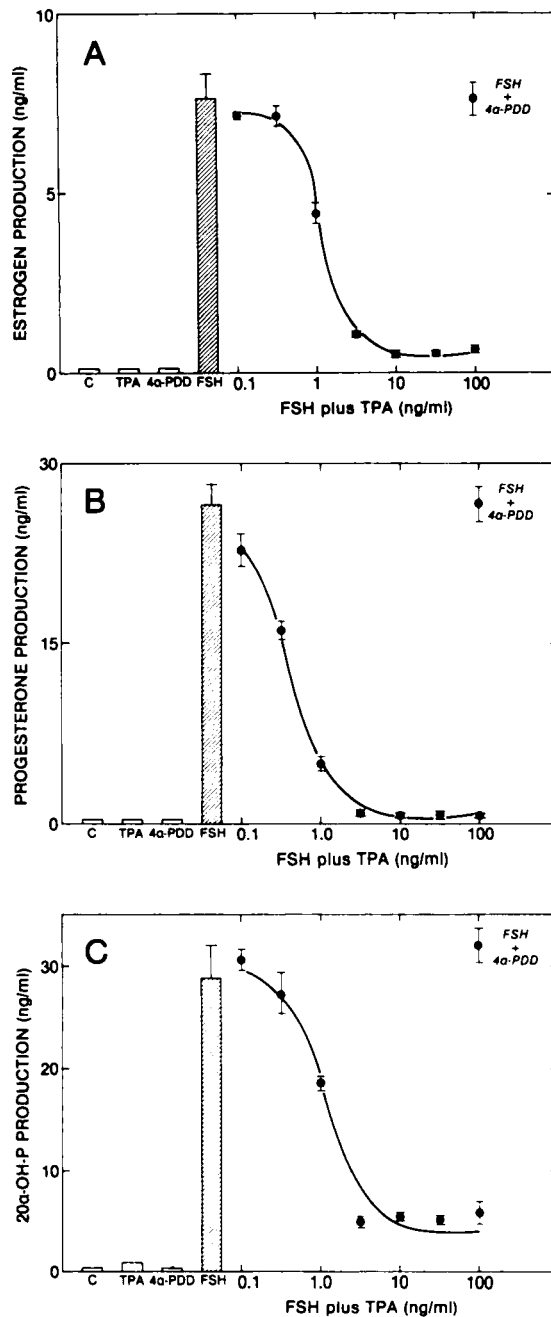 A
ESTROGEN PRODUCTION (ng/ml)
10
5
0
FSH
+
4α-PDD
C TPA 4α-PDD FSH 0.1 1 10 100
FSH plus TPA (ng/ml)
B
PROGESTERONE PRODUCTION (ng/ml)
30
15
0
FSH
+
4α-PDD
C TPA 4α-PDD FSH 0.1 1.0 10 100
FSH plus TPA (ng/ml)
C
20α-OH-P PRODUCTION (ng/ml)
30
20
10
0
FSH
+
4α-PDD
C TPA 4α-PDD FSH 0.1 1.0 10 100
FSH plus TPA (ng/ml)